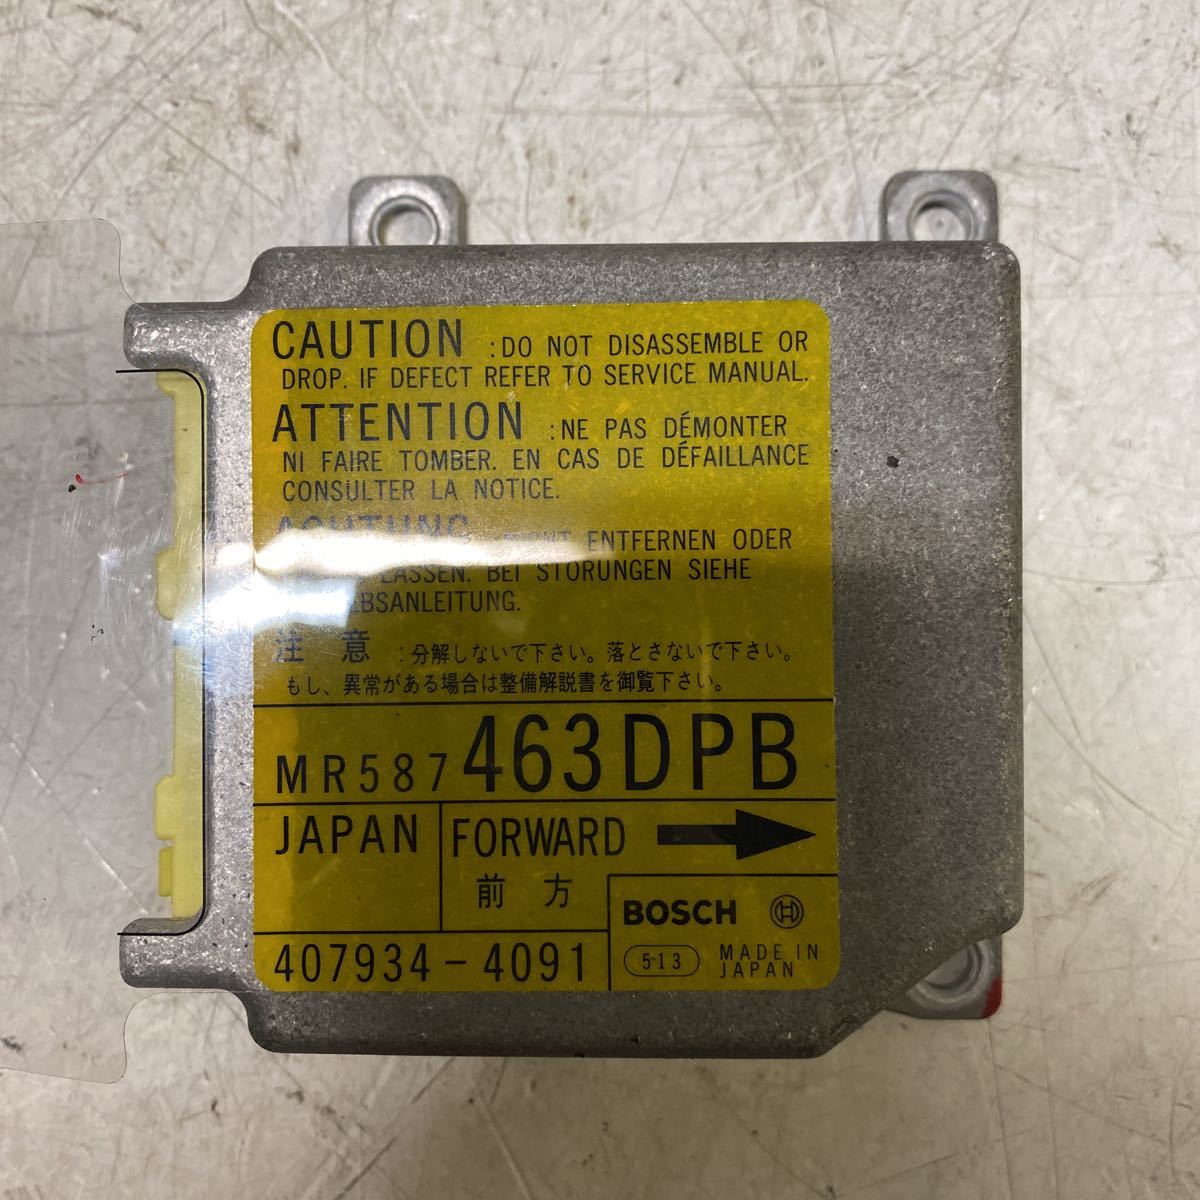 CAUTION :DO NOT DISASSEMBLE OR
DROP. IF DEFECT REFER TO SERVICE MANUAL.
ATTENTION :NE PAS DÉMONTER
NI FAIRE TOMBER. EN CAS DE DÉFAILLANCE
CONSULTER LA NOTICE.
ACHTUNG ENTFERNEN ODER
LASSEN. BEI STÖRUNGEN SIEHE
注意 :分解しないで下さい。落とさないで下さい。
もし、異常がある場合は整備解説書を御覧下さい。
MR587463DPB
JAPAN
FORWARD
前方
407934-4091
BOSCH
513
MADE IN
JAPAN